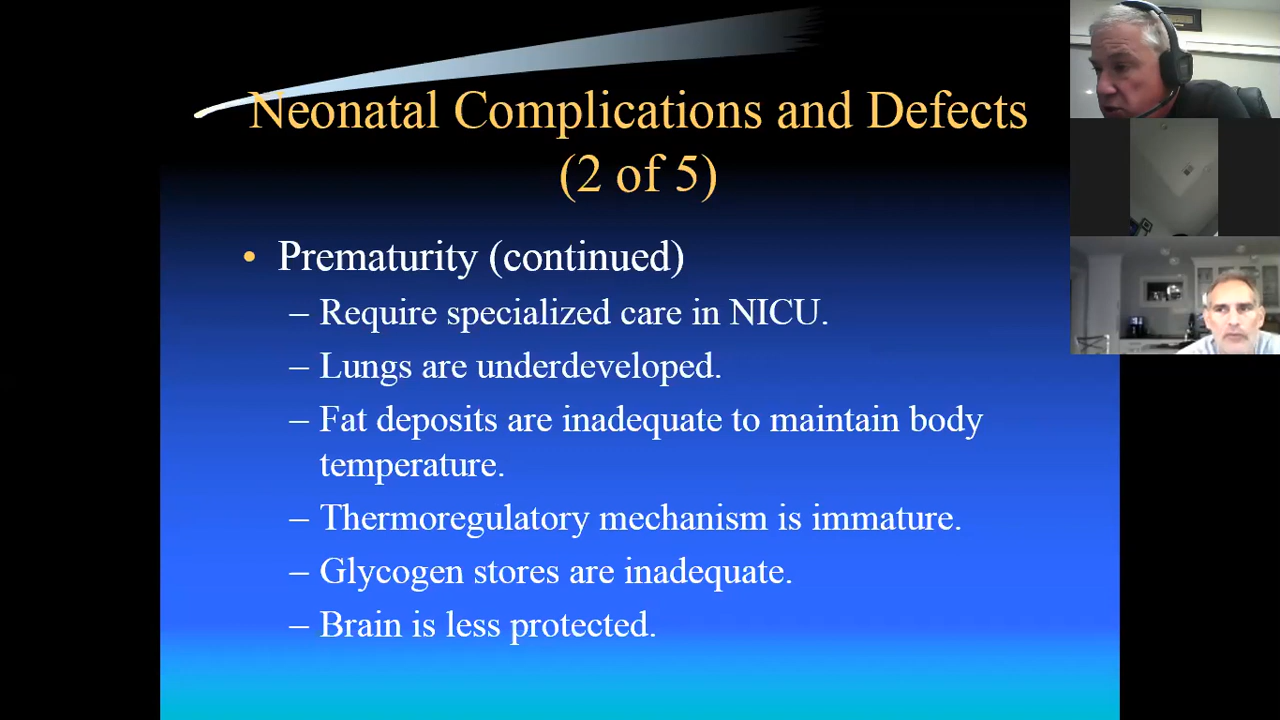 Neonatal Complications and Defects
(2 of 5)
• Prematurity (continued)
– Require specialized care in NICU.
– Lungs are underdeveloped.
– Fat deposits are inadequate to maintain body
temperature.
– Thermoregulatory mechanism is immature.
– Glycogen stores are inadequate.
– Brain is less protected.